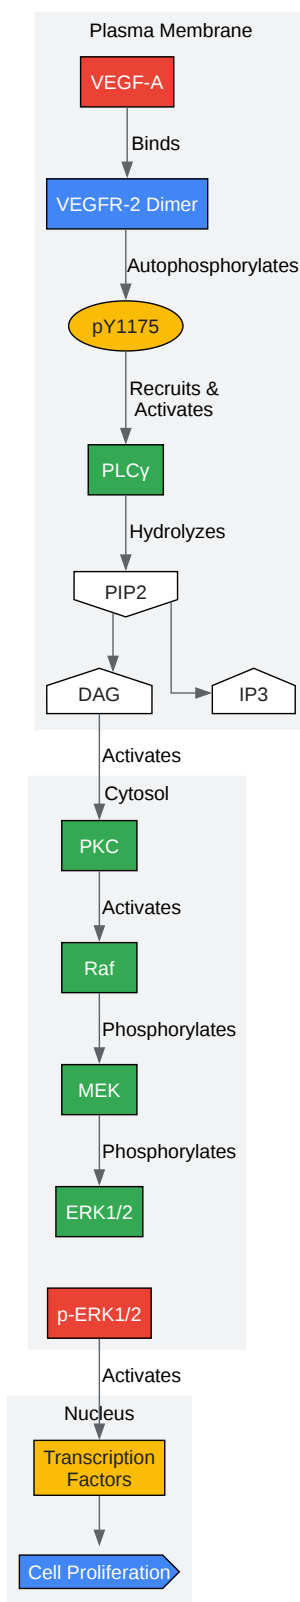 Plasma Membrane
VEGF-A
Binds
VEGFR-2 Dimer
Autophosphorylates
pY1175
Recruits &
Activates
PLCγ
Hydrolyzes
PIP2
DAG
IP3
Activates
Cytosol
PKC
Activates
Raf
Phosphorylates
MEK
Phosphorylates
ERK1/2
p-ERK1/2
Activates
Nucleus
Transcription
Factors
Cell Proliferation